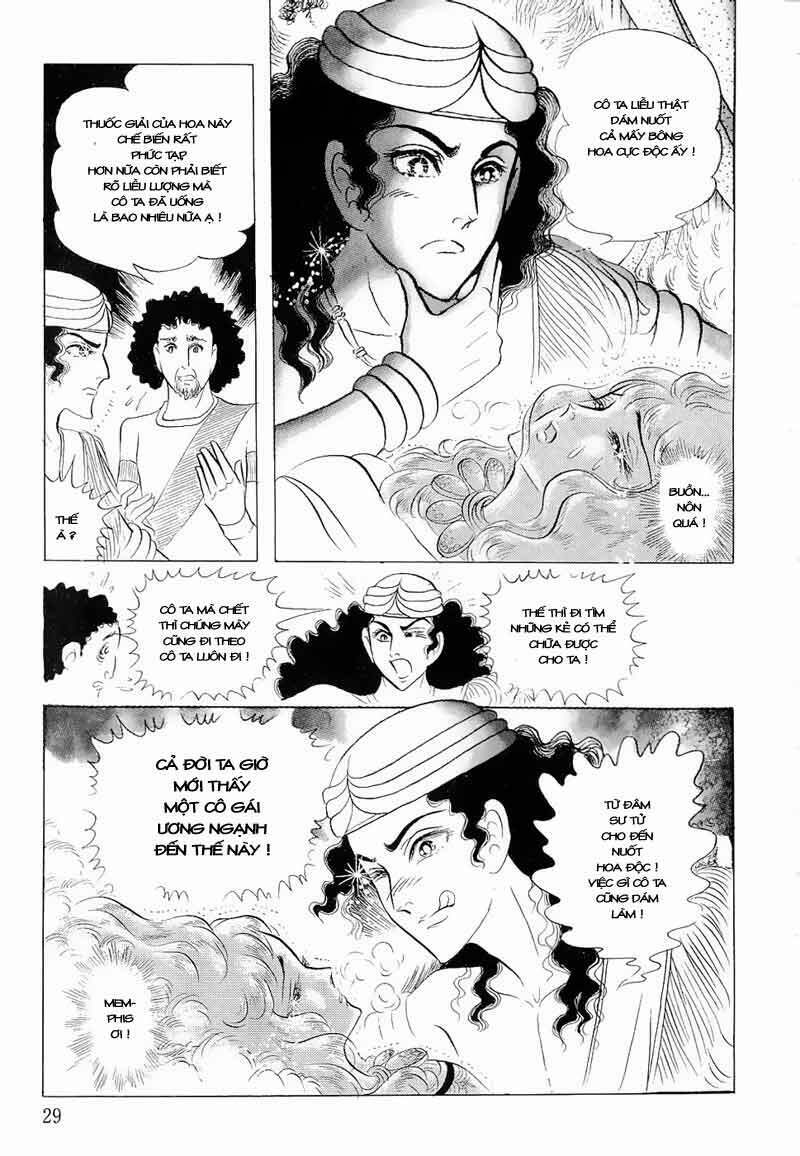 CÔ TA LIỀU THẬT
DÁM NUỐT
CẢ MẤY BÔNG
HOA CỰC ĐỘC ẤY !
BUỒN...
NÔN
QUÁ !
THUỐC GIẢI CỦA HOA NÀY
CHẾ BIẾN RẤT
PHỨC TẠP
HƠN NỮA CÒN PHẢI BIẾT
RÕ LIỀU LƯỢNG MÀ
CÔ TA ĐÃ UỐNG
LÀ BAO NHIÊU NỮA Ạ !
THẾ
À ?
THẾ THÌ ĐI TÌM
NHỮNG KẺ CÓ THỂ
CHỮA ĐƯỢC
CHO TA !
CÔ TA MÀ CHẾT
THÌ CHÚNG MÀY
CŨNG ĐI THEO
CÔ TA LUÔN ĐI !
TỪ ĐÂM
SƯ TỬ
CHO ĐẾN
NUỐT
HOA ĐỘC !
VIỆC GÌ CÔ TA
CŨNG DÁM
LÀM !
CẢ ĐỜI TA GIỜ
MỚI THẤY
MỘT CÔ GÁI
ƯƠNG NGẠNH
ĐẾN THẾ NÀY !
MEM-
PHIS
ƠI !
29